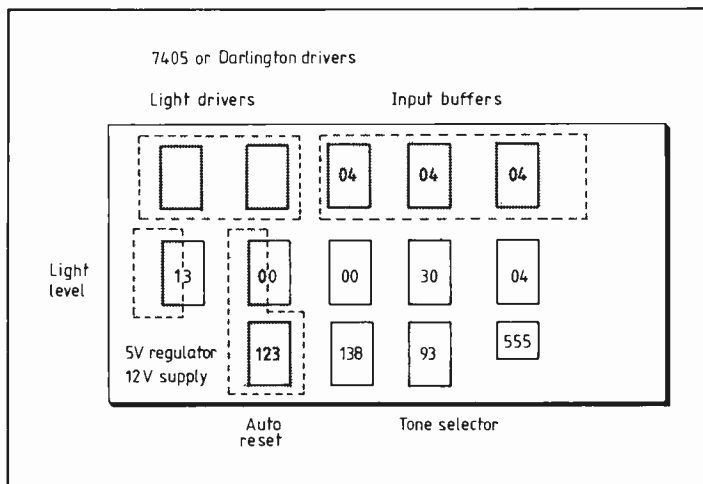 7405 or Darlington drivers
Light drivers Input buffers
04 04 04
Light level
13 00 00 30 04
5V regulator
12V supply
123 138 93 555
Auto reset
Tone selector